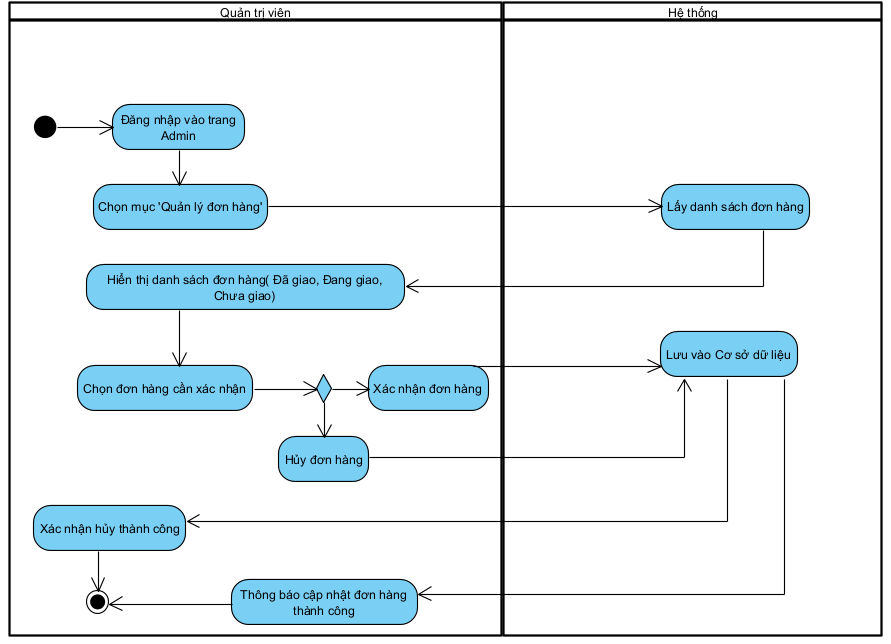 Quản trị viên
Hệ thống
Đăng nhập vào trang
Admin
Chọn mục 'Quản lý đơn hàng'
Lấy danh sách đơn hàng
Hiển thị danh sách đơn hàng( Đã giao, Đang giao,
Chưa giao)
Lưu vào Cơ sở dữ liệu
Chọn đơn hàng cần xác nhận
Xác nhận đơn hàng
Hủy đơn hàng
Xác nhận hủy thành công
Thông báo cập nhật đơn hàng
thành công